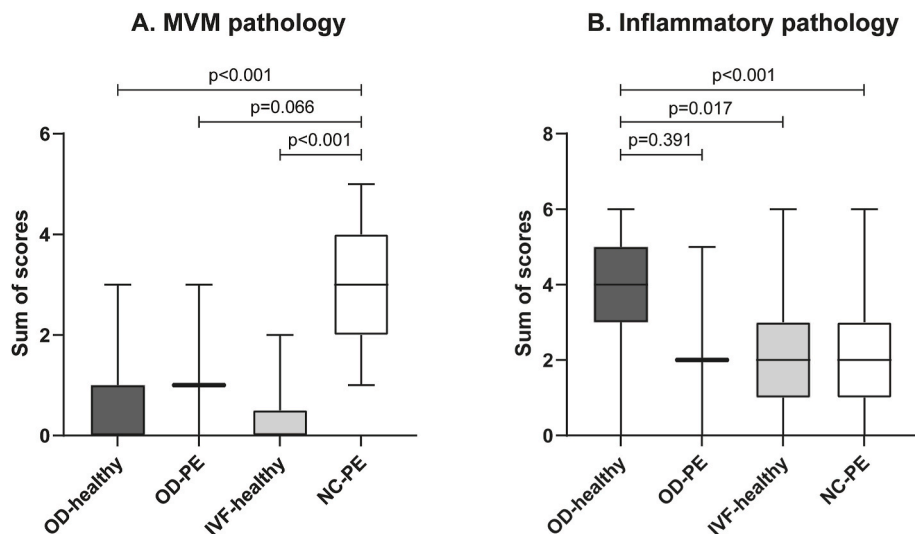 A. MVM pathology
p<0.001
p=0.066
p<0.001
Sum of scores
6
4
2
0
OD-healthy
OD-PE
IVF-healthy
NC-PE
B. Inflammatory pathology
p<0.001
p=0.017
p=0.391
Sum of scores
8
6
4
2
0
OD-healthy
OD-PE
IVF-healthy
NC-PE